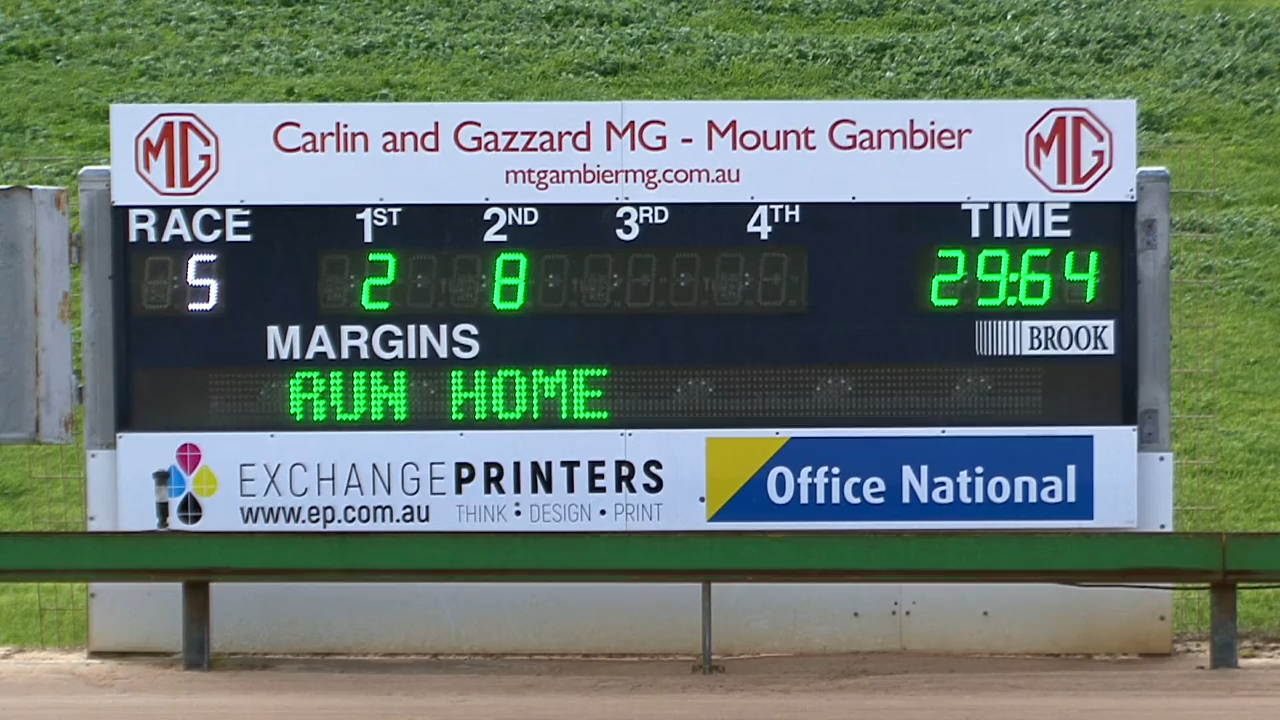 MG Carlin and Gazzard MG - Mount Gambier MG
mtgambiermg.com.au
RACE 1ST 2ND 3RD 4TH TIME
5 2 8 29:64
MARGINS BROOK
RUN HOME
EXCHANGEPRINTERS Office National
www.ep.com.au THINK : DESIGN • PRINT